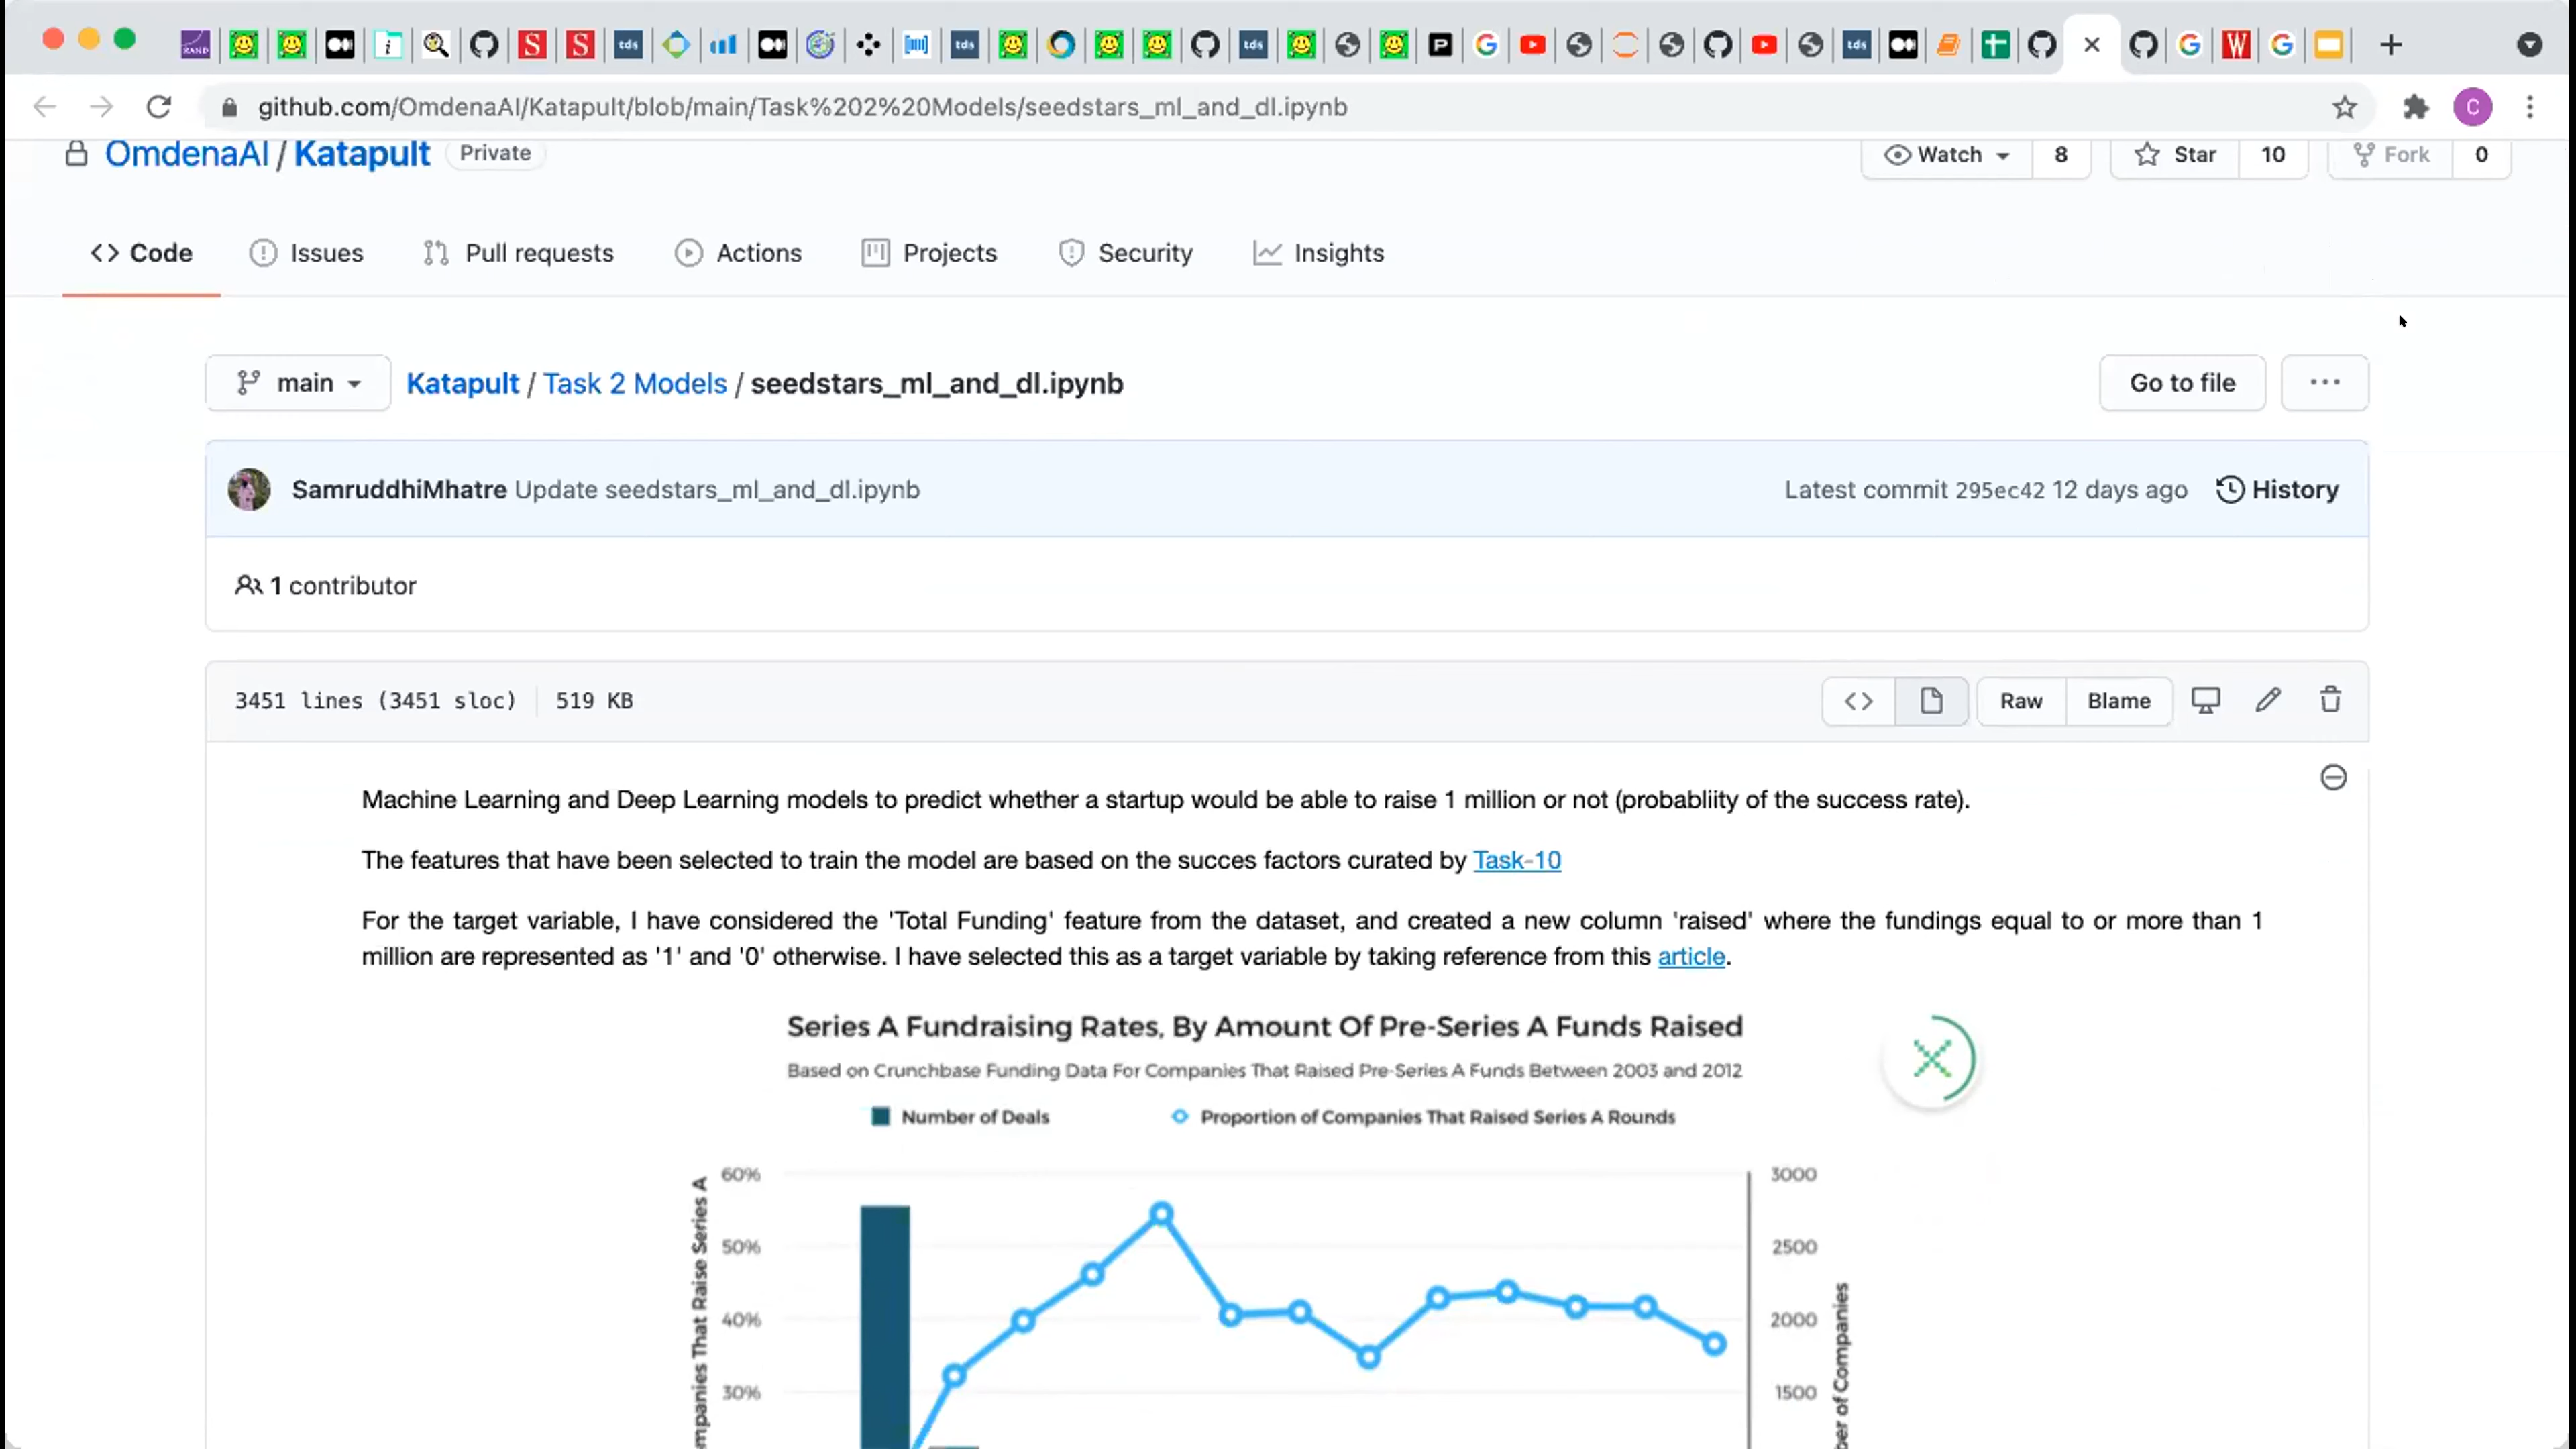 github.com/OmdenaAI/Katapult/blob/main/Task%202%20Models/seedstars_ml_and_dl.ipynb
OmdenaAI / Katapult Private
Watch 8 Star 10 Fork 0
Code Issues Pull requests Actions Projects Security Insights
main Katapult / Task 2 Models / seedstars_ml_and_dl.ipynb Go to file ...
SamruddhiMhatre Update seedstars_ml_and_dl.ipynb Latest commit 295ec42 12 days ago History
1 contributor
3451 lines (3451 sloc) 519 KB <> Raw Blame
Machine Learning and Deep Learning models to predict whether a startup would be able to raise 1 million or not (probabliity of the success rate).
The features that have been selected to train the model are based on the succes factors curated by Task-10
For the target variable, I have considered the 'Total Funding' feature from the dataset, and created a new column 'raised' where the fundings equal to or more than 1
million are represented as '1' and '0' otherwise. I have selected this as a target variable by taking reference from this article.
Series A Fundraising Rates, By Amount Of Pre-Series A Funds Raised
Based on Crunchbase Funding Data For Companies That Raised Pre-Series A Funds Between 2003 and 2012
Number of Deals Proportion of Companies That Raised Series A Rounds
60% 3000
50% 2500
40% 2000
30% 1500
That Raise Series A
of Companies